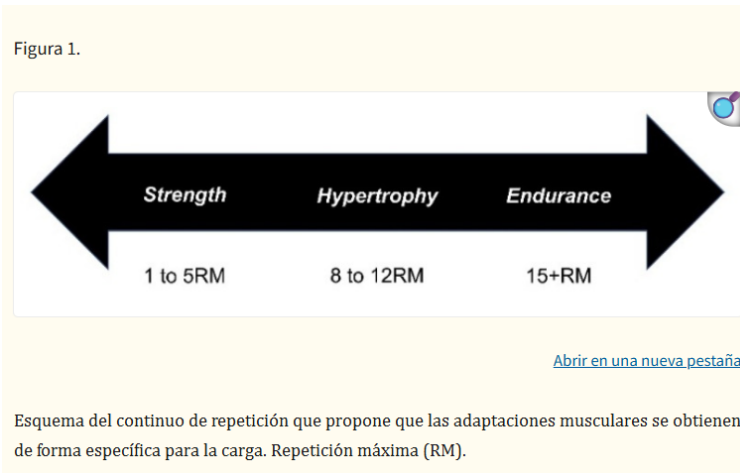 Figura 1.
Strength Hypertrophy Endurance
1 to 5RM 8 to 12RM 15+RM
Abrir en una nueva pestaña
Esquema del continuo de repetición que propone que las adaptaciones musculares se obtienen
de forma específica para la carga. Repetición máxima (RM).